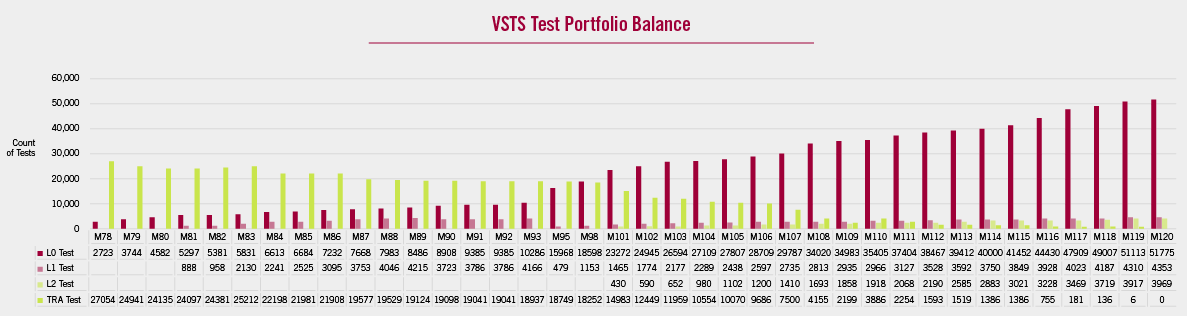 VSTS Test Portfolio Balance
60,000
50,000
40,000
30,000
20,000
10,000
0
Count
of Tests
M78 M79 M80 M81 M82 M83 M84 M85 M86 M87 M88 M89 M90 M91 M92 M93 M95 M98 M101 M102 M103 M104 M105 M106 M107 M108 M109 M110 M111 M112 M113 M114 M115 M116 M117 M118 M119 M120
L0 Test 2723 3744 4582 5297 5381 5831 6613 6684 7232 7668 7983 8486 8908 9385 9385 10286 15968 18598 23272 24945 26594 27109 27807 28709 29787 34020 34983 35405 37404 38467 39412 40000 41452 44430 47909 49007 51113 51775
L1 Test 888 958 2130 2241 2525 3095 3753 4046 4215 3723 3786 3786 4166 479 1153 1465 1774 2177 2289 2438 2597 2735 2813 2935 2966 3127 3528 3592 3750 3849 3928 4023 4187 4310 4353
L2 Test 430 590 652 980 1102 1200 1410 1693 1858 1918 2068 2190 2585 2883 3021 3228 3469 3719 3917 3969
TRA Test 27054 24941 24135 24097 24381 25212 22198 21981 21908 19577 19529 19124 19098 19041 19041 18937 18749 18252 14983 12449 11959 10554 10070 9686 7500 4155 2199 3886 2254 1593 1519 1386 1386 755 181 136 6 0